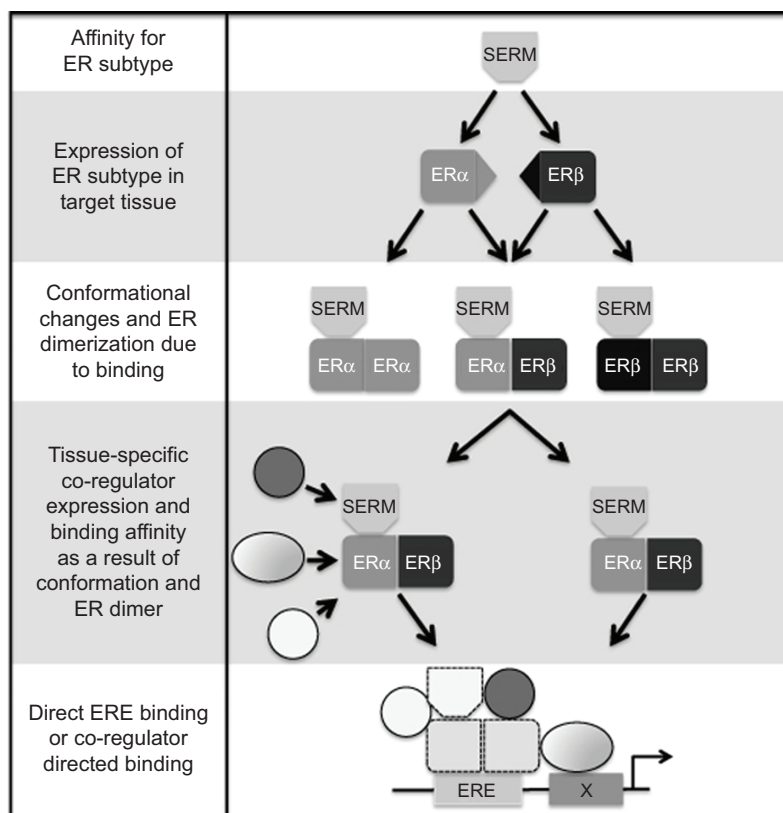 Affinity for
ER subtype
SERM
Expression of
ER subtype in
target tissue
ERα
ERβ
Conformational
changes and ER
dimerization due
to binding
SERM
SERM
SERM
ERα ERα
ERα ERβ
ERβ ERβ
Tissue-specific
co-regulator
expression and
binding affinity
as a result of
conformation and
ER dimer
SERM
SERM
ERα ERβ
ERα ERβ
Direct ERE binding
or co-regulator
directed binding
ERE
X